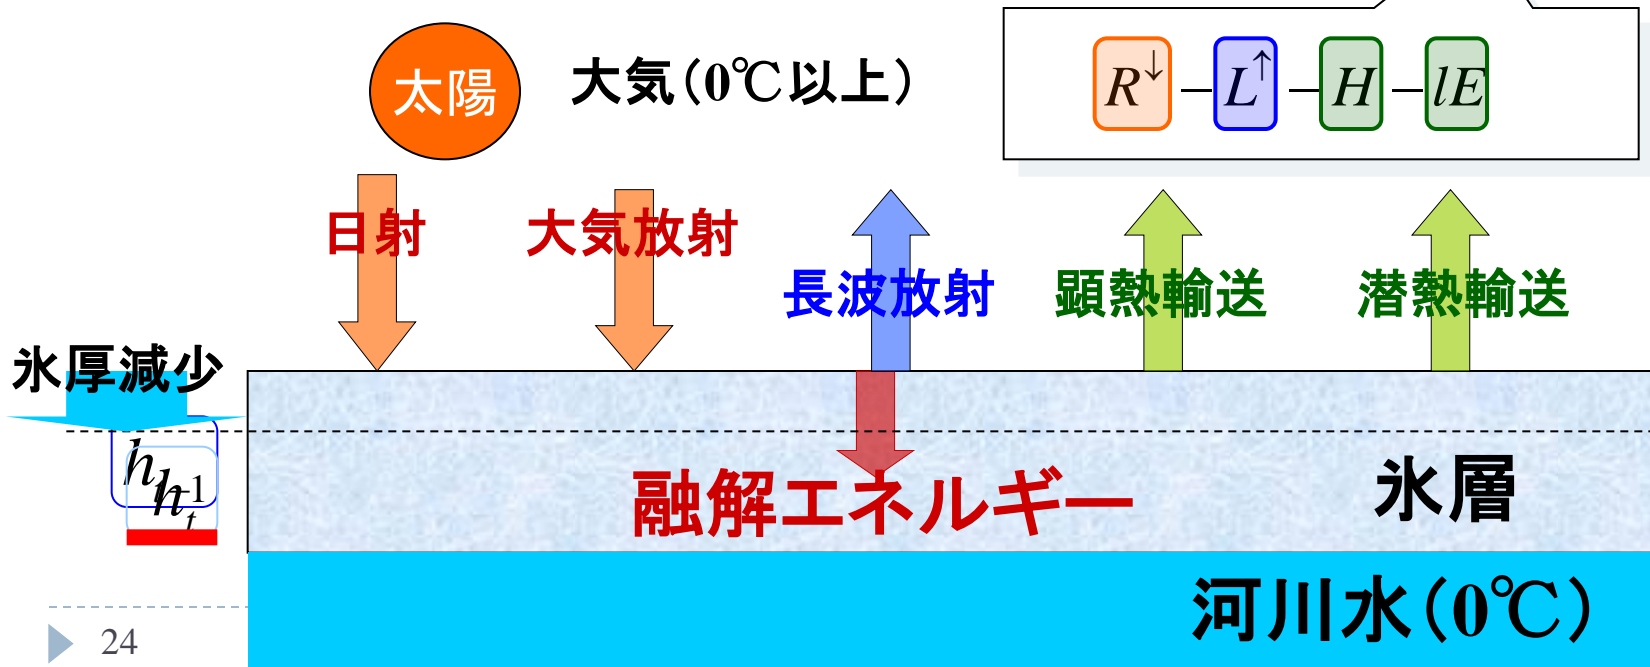 太陽
大気(0℃以上)
R↓ − L↑ − H − lE
日射
大気放射
長波放射
顕熱輸送
潜熱輸送
氷厚減少
h_t
融解エネルギー
氷層
河川水(0℃)
24